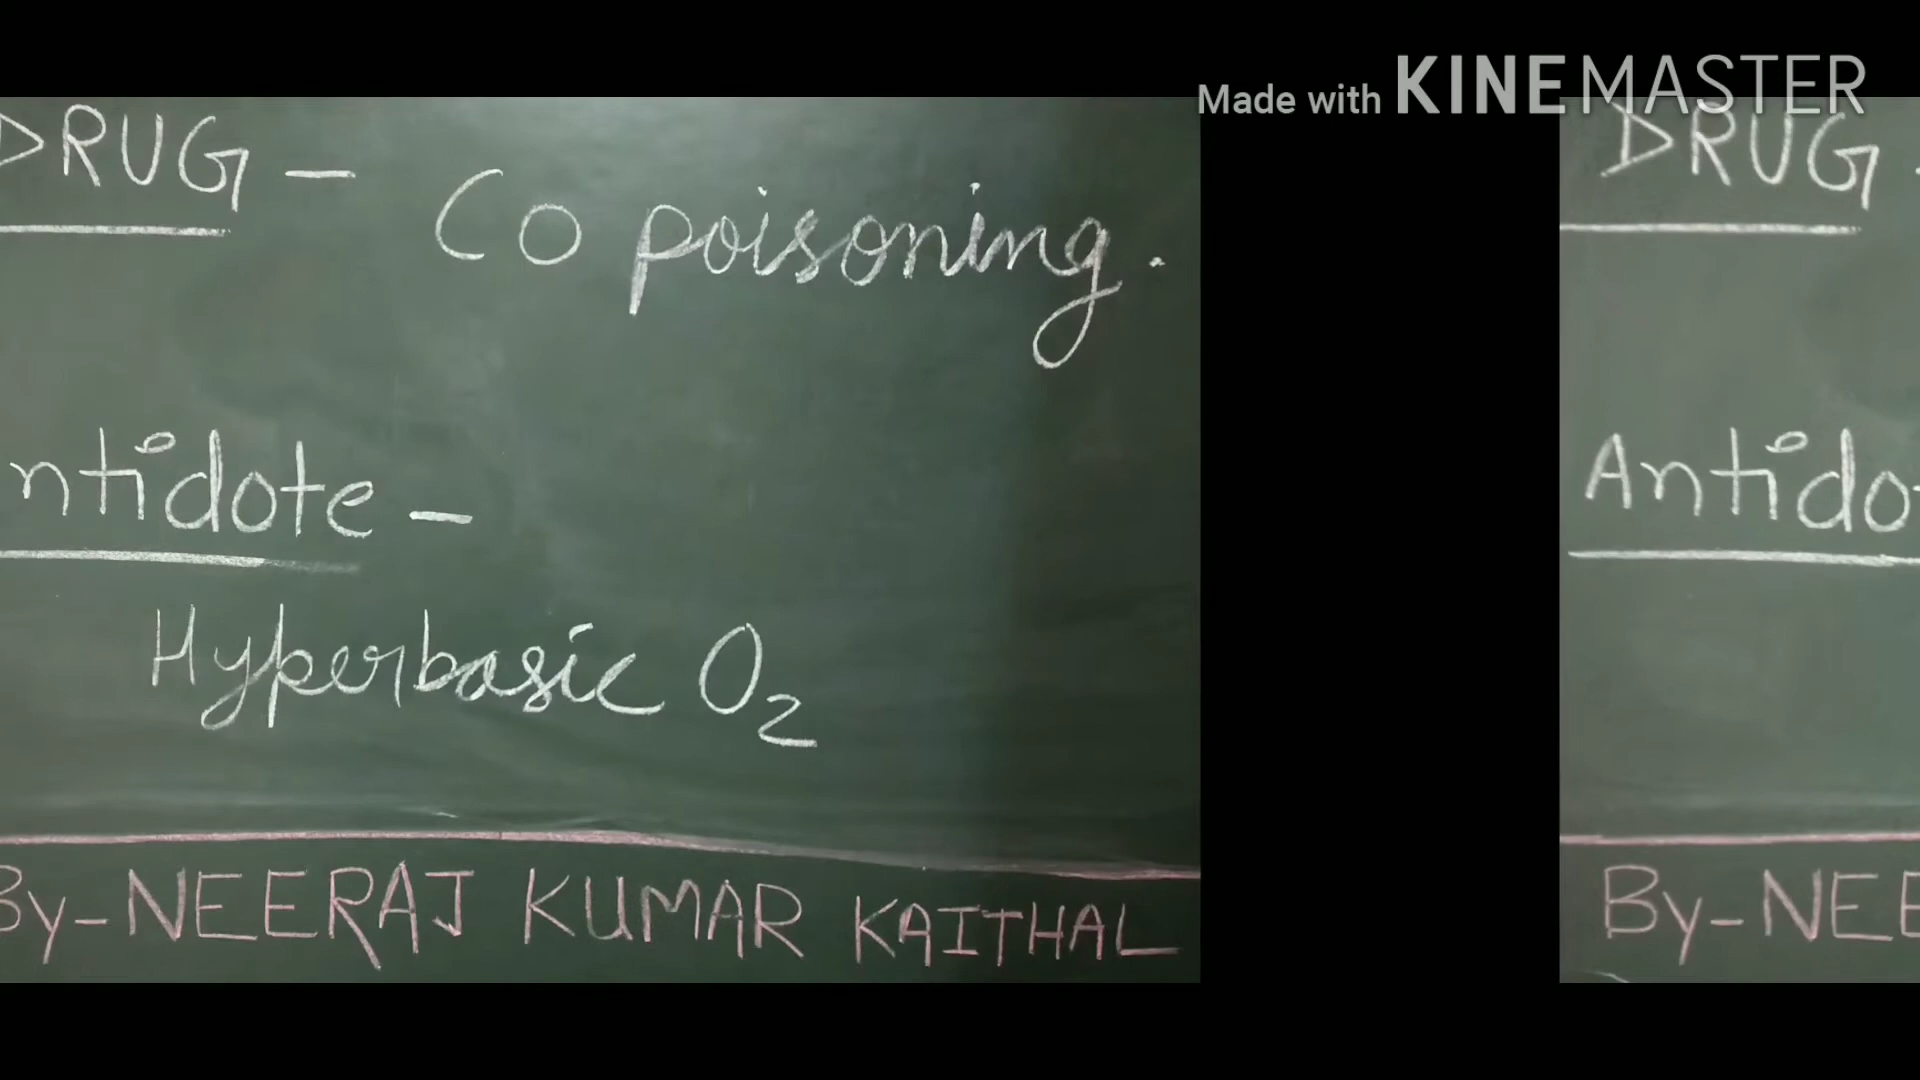 Made with KINEMASTER
DRUG –
CO poisoning.
ntidote –
Hyperbasic O2
By-NEERAJ KUMAR KAITHAL
DRUG
Antido
By-NEE